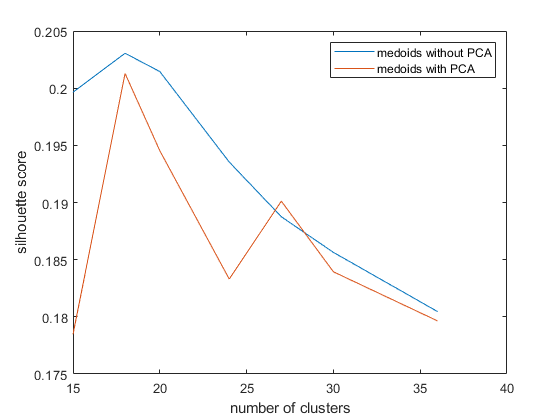 0.205
0.2
0.195
0.19
0.185
0.18
0.175
silhouette score
medoids without PCA
medoids with PCA
15 20 25 30 35 40
number of clusters